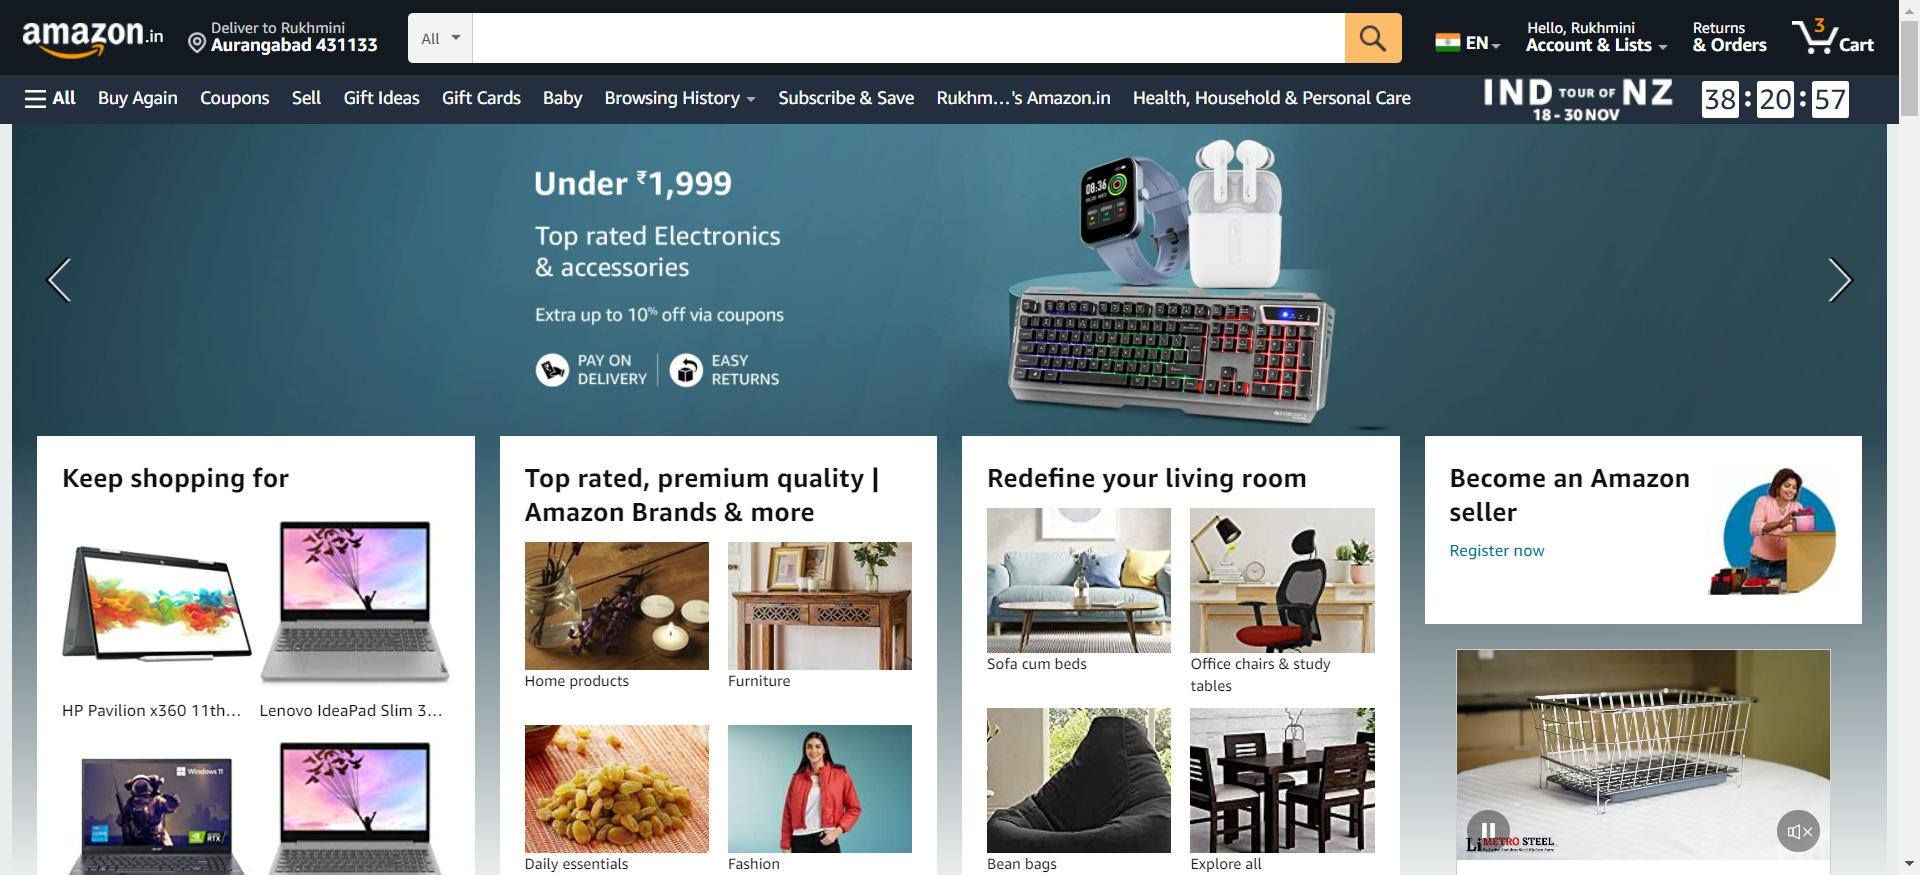 amazon.in
Deliver to Rukhmini
Aurangabad 431133
All
EN
Hello, Rukhmini
Account & Lists
Returns
& Orders
3
Cart
All
Buy Again
Coupons
Sell
Gift Ideas
Gift Cards
Baby
Browsing History
Subscribe & Save
Rukhm...'s Amazon.in
Health, Household & Personal Care
IND TOUR OF NZ
18 - 30 NOV
38 : 20 : 57
Under ₹1,999
Top rated Electronics
& accessories
Extra up to 10% off via coupons
PAY ON
DELIVERY
EASY
RETURNS
08:36
Keep shopping for
HP Pavilion x360 11th...
Lenovo IdeaPad Slim 3...
Windows 11
RTX
Top rated, premium quality |
Amazon Brands & more
Home products
Furniture
Daily essentials
Fashion
Redefine your living room
Sofa cum beds
Office chairs & study
tables
Bean bags
Explore all
Become an Amazon
seller
Register now
Li METRO STEEL